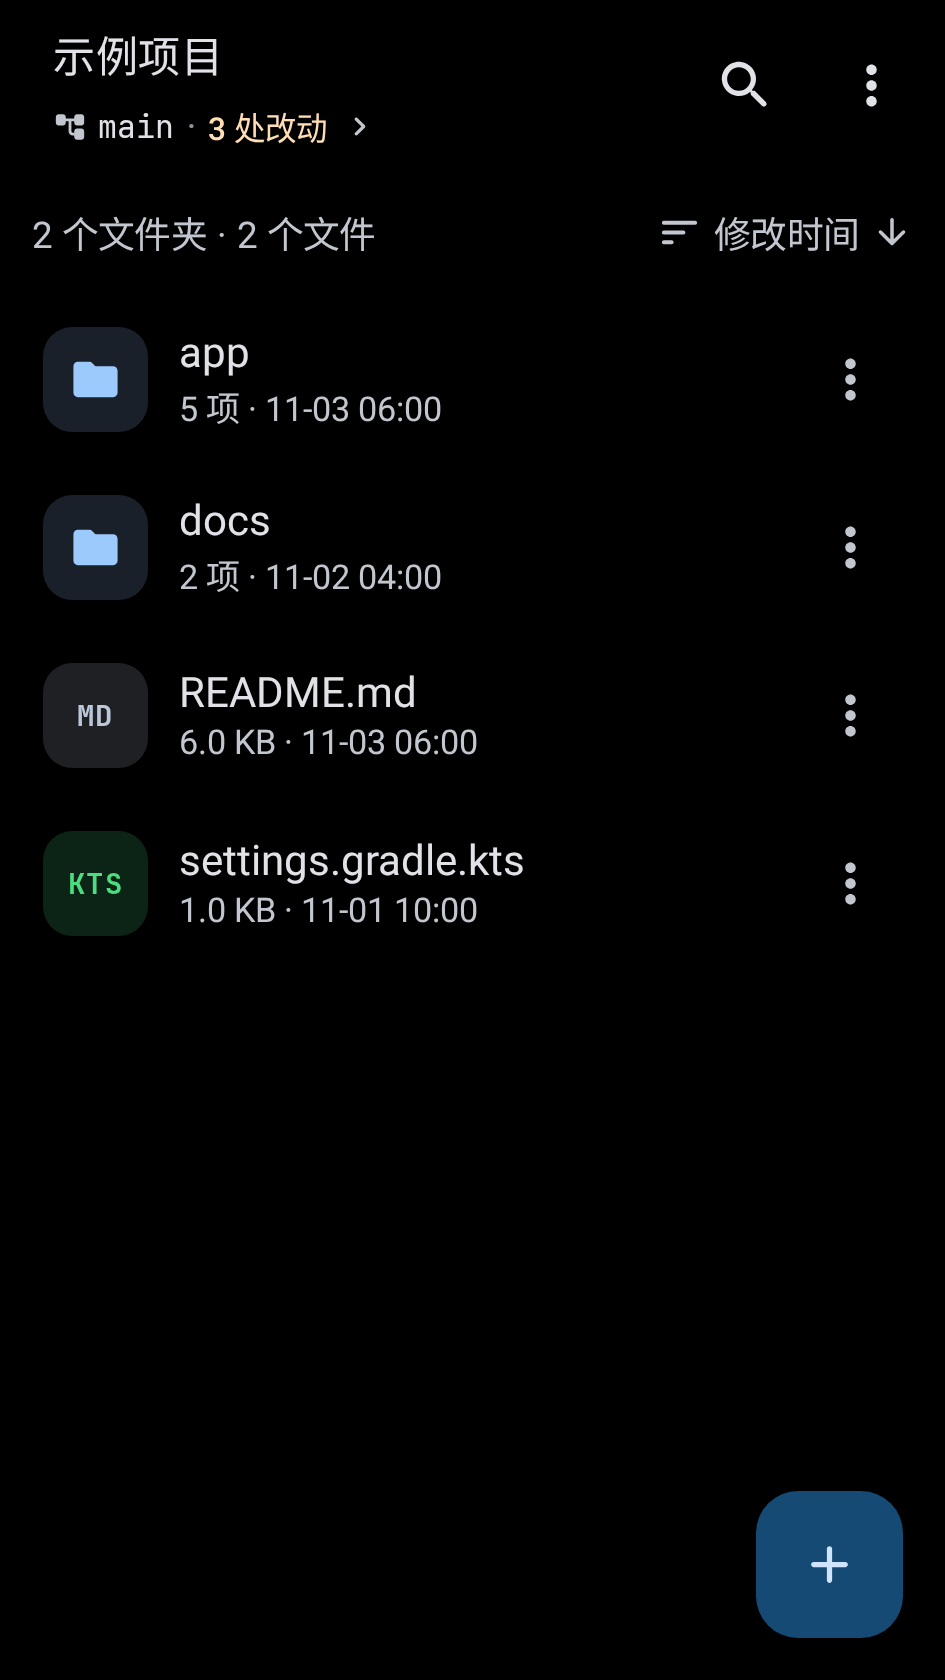 示例项目
main · 3 处改动
2 个文件夹 · 2 个文件
修改时间
app
5 项 · 11-03 06:00
docs
2 项 · 11-02 04:00
MD
README.md
6.0 KB · 11-03 06:00
KTS
settings.gradle.kts
1.0 KB · 11-01 10:00